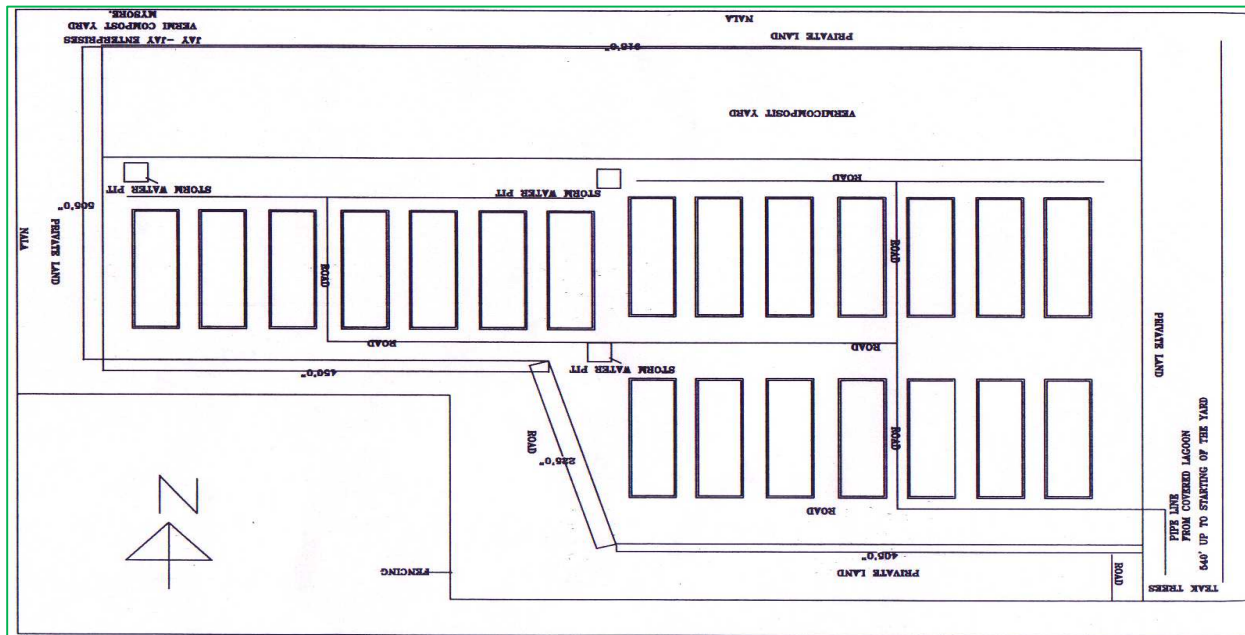 JAY -JAY ENTERPRISES
VERMI COMPOST YARD
MYSORE.
NALA
PRIVATE LAND
915'0"
VERMICOMPOSIT YARD
STORM WATER PIT
STORM WATER PIT
ROAD
505'0"
PRIVATE LAND
NALA
ROAD
ROAD
ROAD
ROAD
STORM WATER PIT
450'0"
PRIVATE LAND
ROAD
225'0"
ROAD
ROAD
N
FENCING
405'0"
PRIVATE LAND
ROAD
PIPE LINE
FROM COVERED LAGOON
540' UP TO STARTING OF THE YARD
TEAK TREES